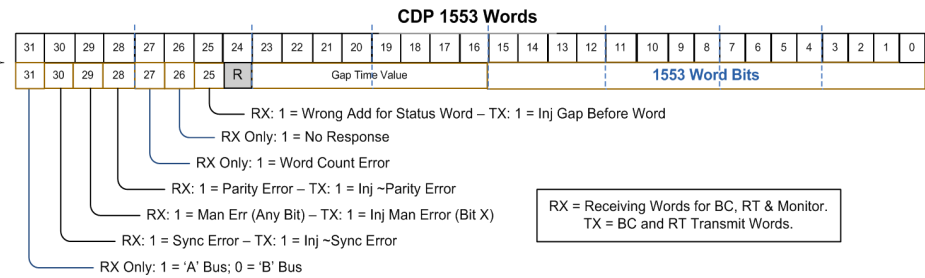 CDP 1553 Words
31 30 29 28 27 26 25 24 23 22 21 20 19 18 17 16 15 14 13 12 11 10 9 8 7 6 5 4 3 2 1 0
31 30 29 28 27 26 25 R Gap Time Value 1553 Word Bits
RX: 1 = Wrong Add for Status Word – TX: 1 = Inj Gap Before Word
RX Only: 1 = No Response
RX Only: 1 = Word Count Error
RX: 1 = Parity Error – TX: 1 = Inj ~Parity Error
RX: 1 = Man Err (Any Bit) – TX: 1 = Inj Man Error (Bit X)
RX: 1 = Sync Error – TX: 1 = Inj ~Sync Error
RX Only: 1 = 'A' Bus; 0 = 'B' Bus
RX = Receiving Words for BC, RT & Monitor.
TX = BC and RT Transmit Words.